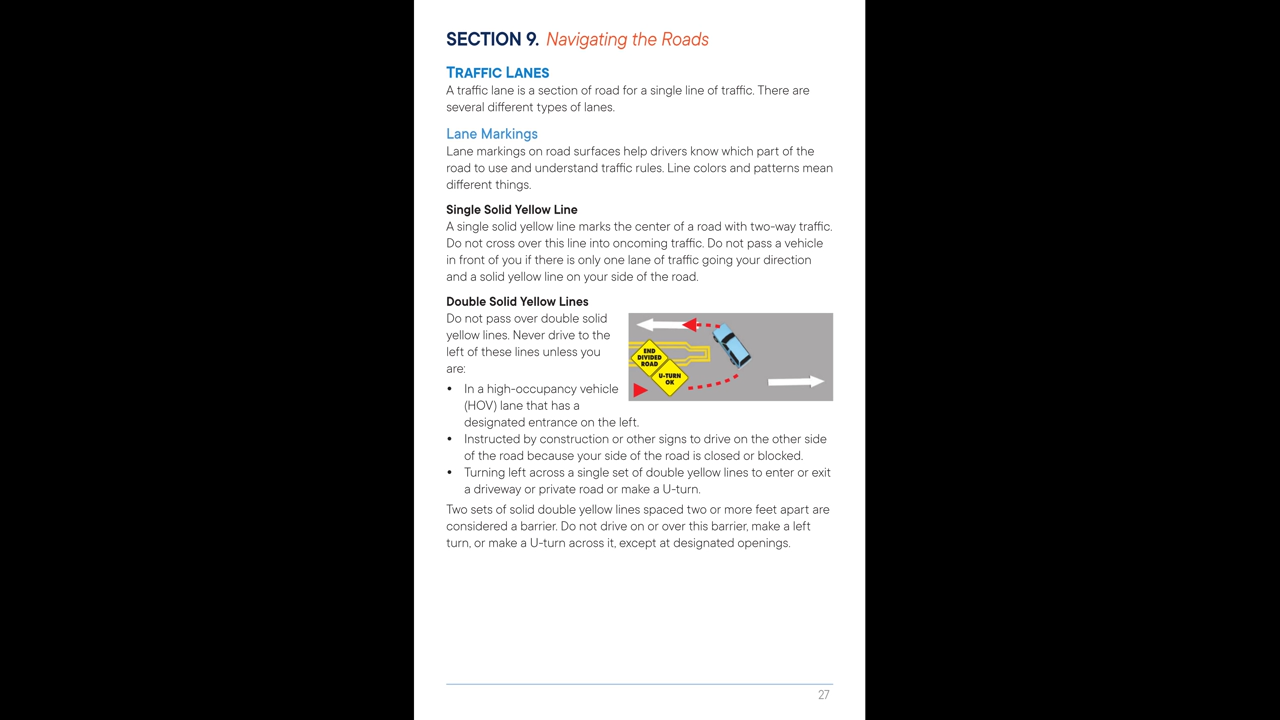 SECTION 9. Navigating the Roads
TRAFFIC LANES
A traffic lane is a section of road for a single line of traffic. There are
several different types of lanes.
Lane Markings
Lane markings on road surfaces help drivers know which part of the
road to use and understand traffic rules. Line colors and patterns mean
different things.
Single Solid Yellow Line
A single solid yellow line marks the center of a road with two-way traffic.
Do not cross over this line into oncoming traffic. Do not pass a vehicle
in front of you if there is only one lane of traffic going your direction
and a solid yellow line on your side of the road.
Double Solid Yellow Lines
Do not pass over double solid
yellow lines. Never drive to the
left of these lines unless you
are:
• In a high-occupancy vehicle
(HOV) lane that has a
designated entrance on the left.
END
DIVIDED
ROAD
U-TURN
OK
• Instructed by construction or other signs to drive on the other side
of the road because your side of the road is closed or blocked.
• Turning left across a single set of double yellow lines to enter or exit
a driveway or private road or make a U-turn.
Two sets of solid double yellow lines spaced two or more feet apart are
considered a barrier. Do not drive on or over this barrier, make a left
turn, or make a U-turn across it, except at designated openings.
27